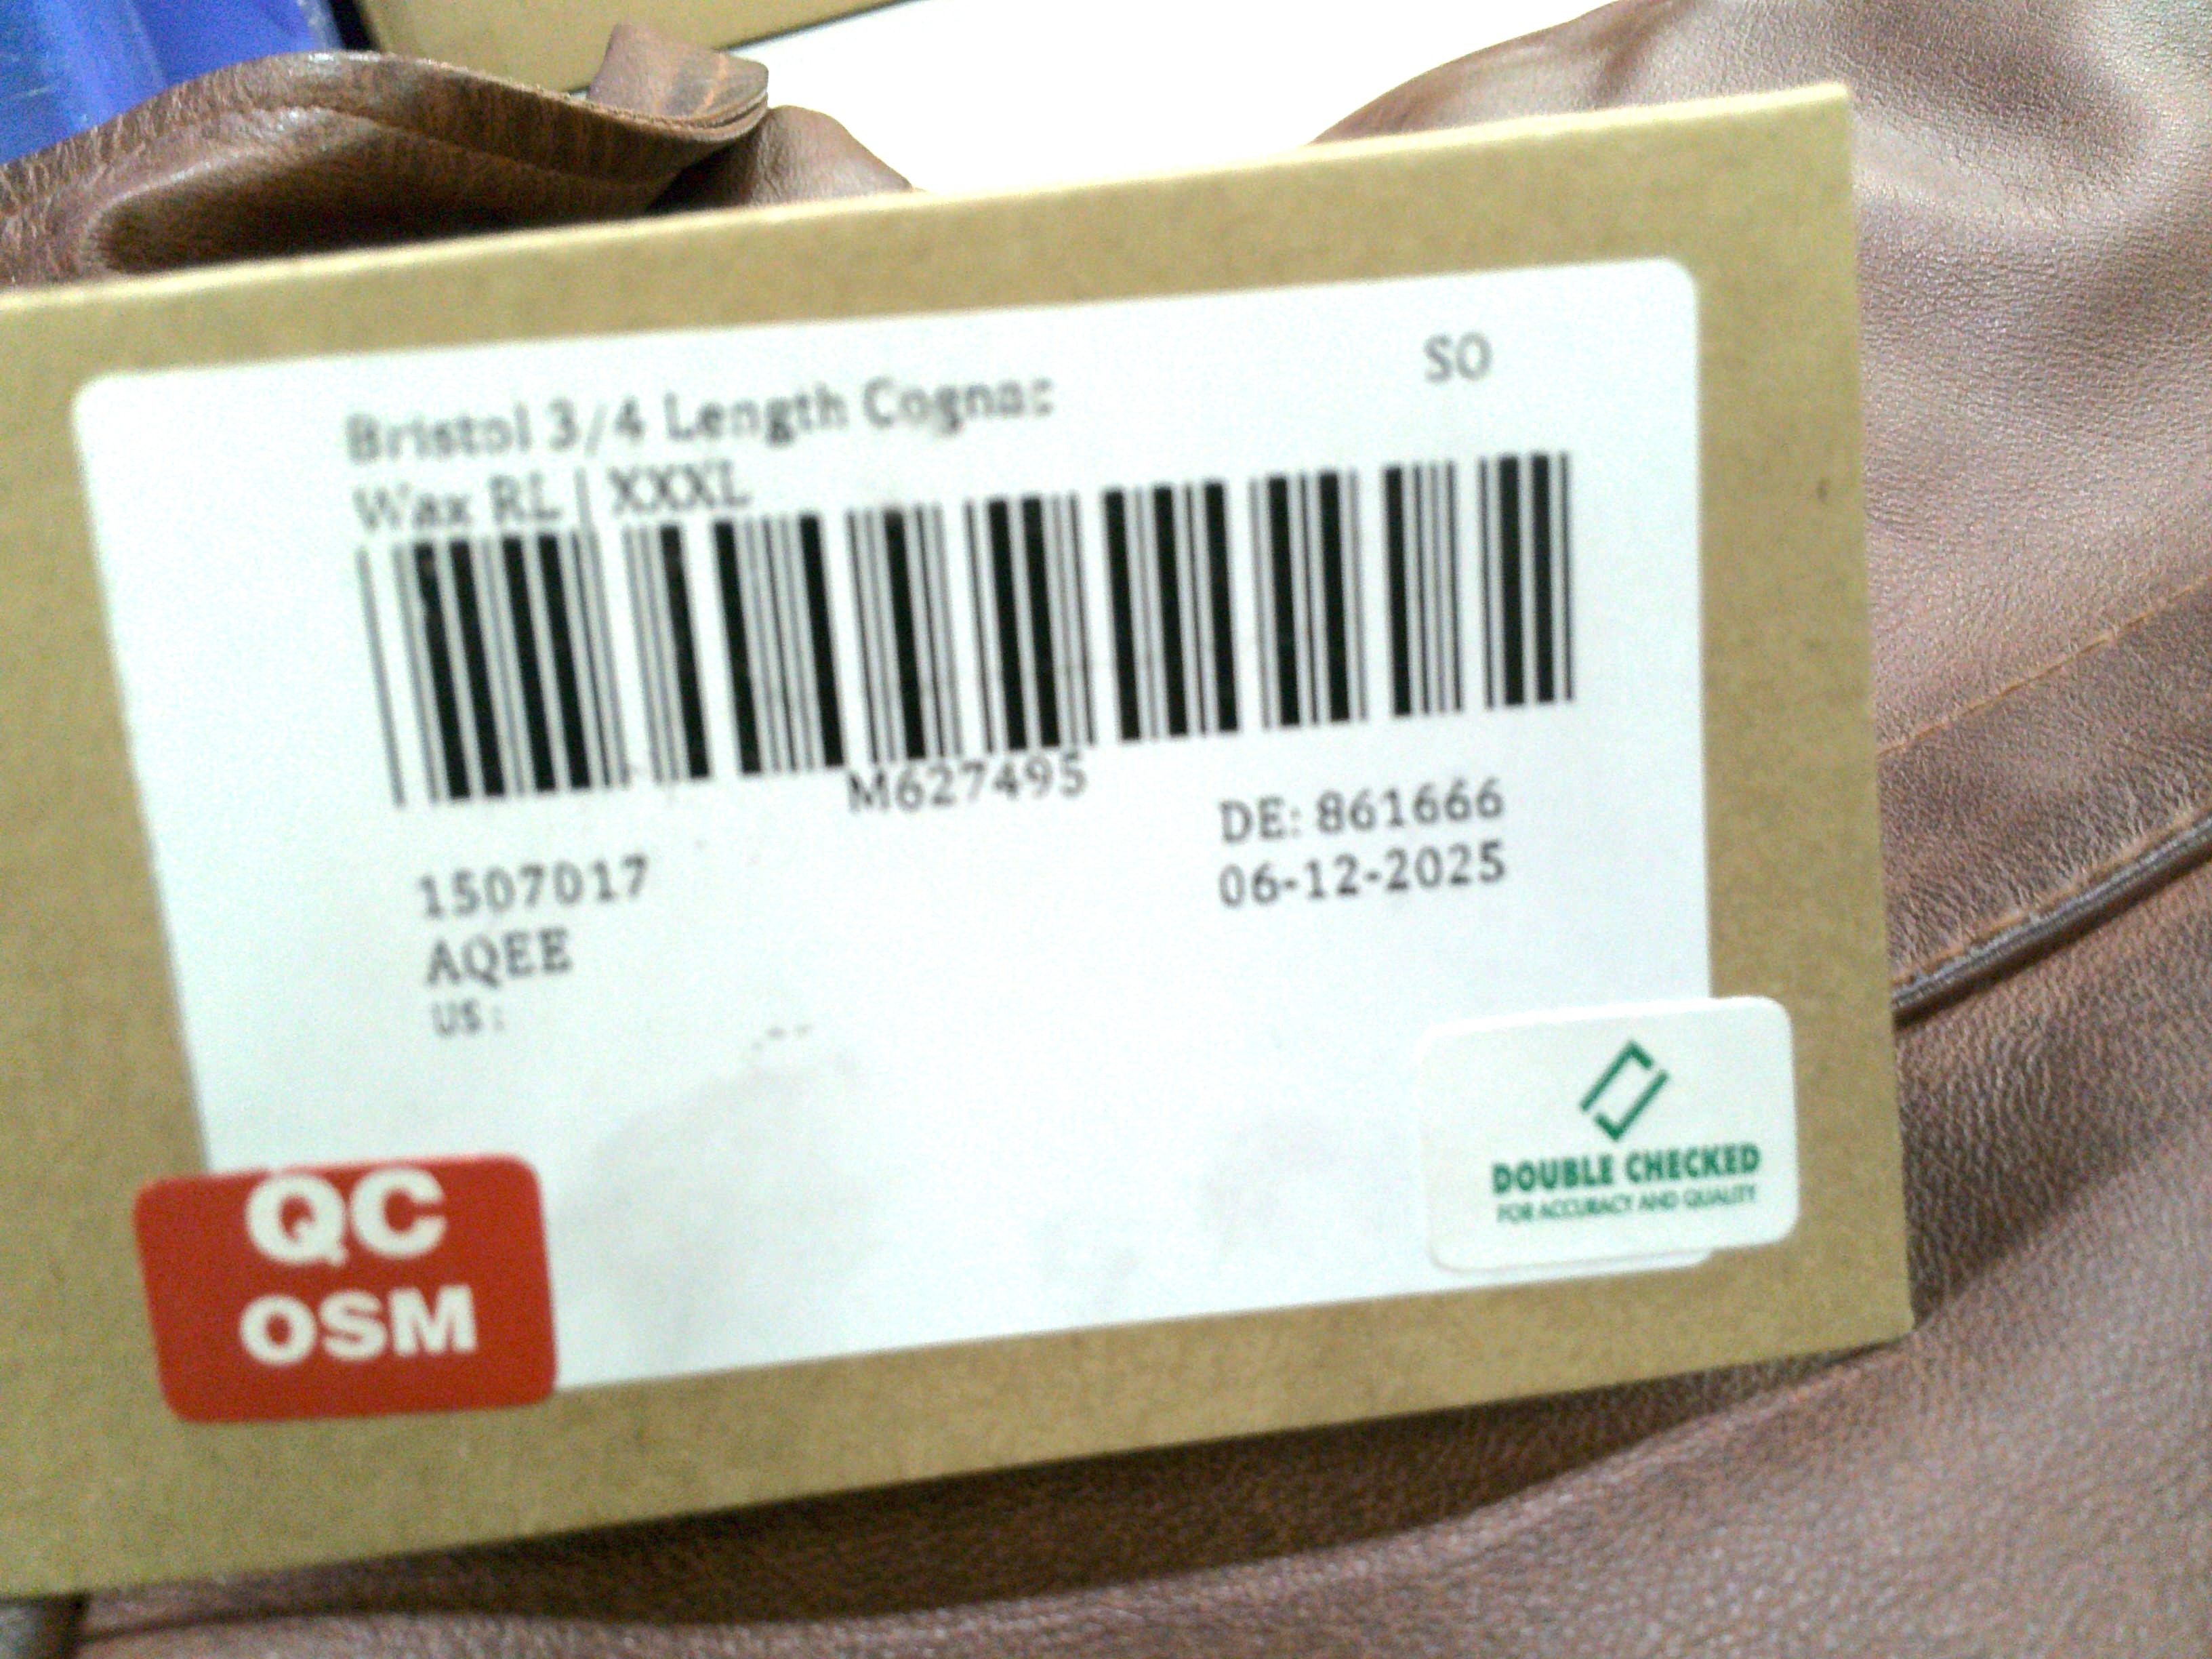 SO
Bristol 3/4 Length Cognac
Wax RL | XXXL
M627495
DE: 861666
1507017
06-12-2025
AQEE
US:
QC
OSM
DOUBLE CHECKED
FOR ACCURACY AND QUALITY